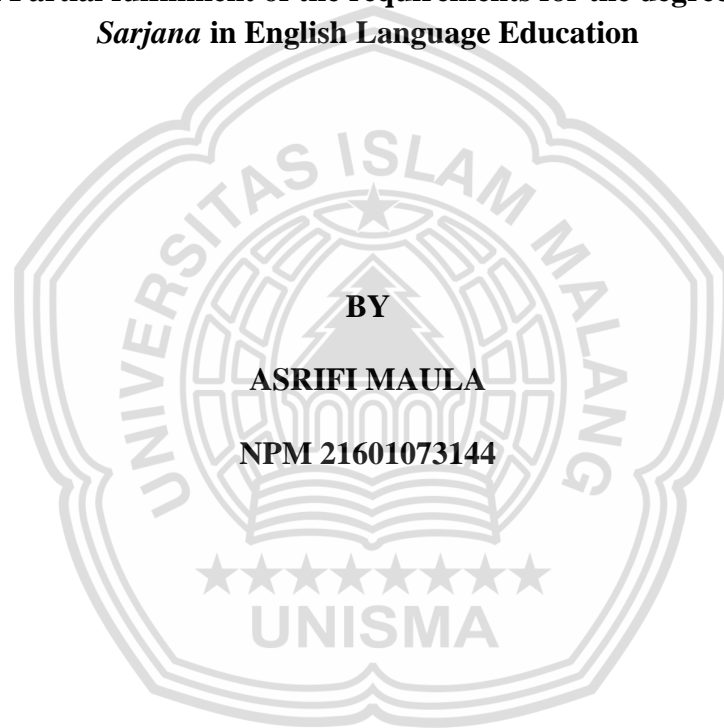 Partial fulfillment of the requirements for the degree
Sarjana in English Language Education
UNIVERSITAS ISLAM MALANG
BY
ASRIFI MAULA
NPM 21601073144
UNISMA